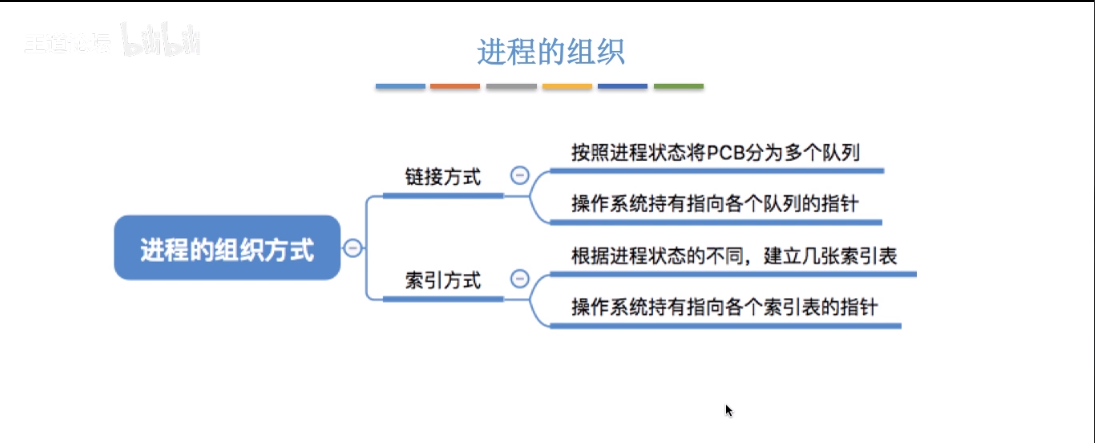 bilibili
进程的组织
按照进程状态将PCB分为多个队列
链接方式
操作系统持有指向各个队列的指针
进程的组织方式
根据进程状态的不同，建立几张索引表
索引方式
操作系统持有指向各个索引表的指针